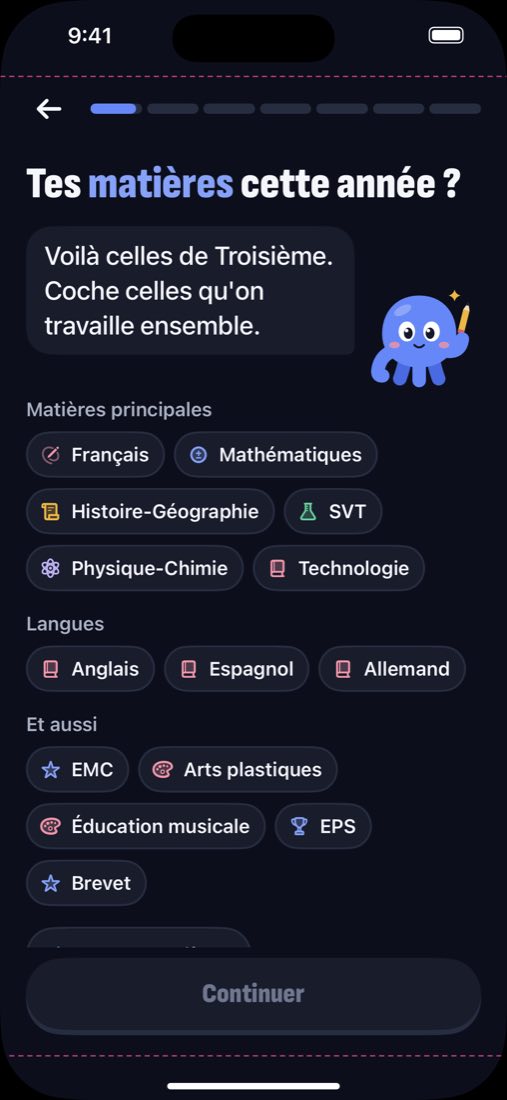 9:41
Tes matières cette année ?
Voilà celles de Troisième.
Coche celles qu'on
travaille ensemble.
Matières principales
Français
Mathématiques
Histoire-Géographie
SVT
Physique-Chimie
Technologie
Langues
Anglais
Espagnol
Allemand
Et aussi
EMC
Arts plastiques
Éducation musicale
EPS
Brevet
Continuer